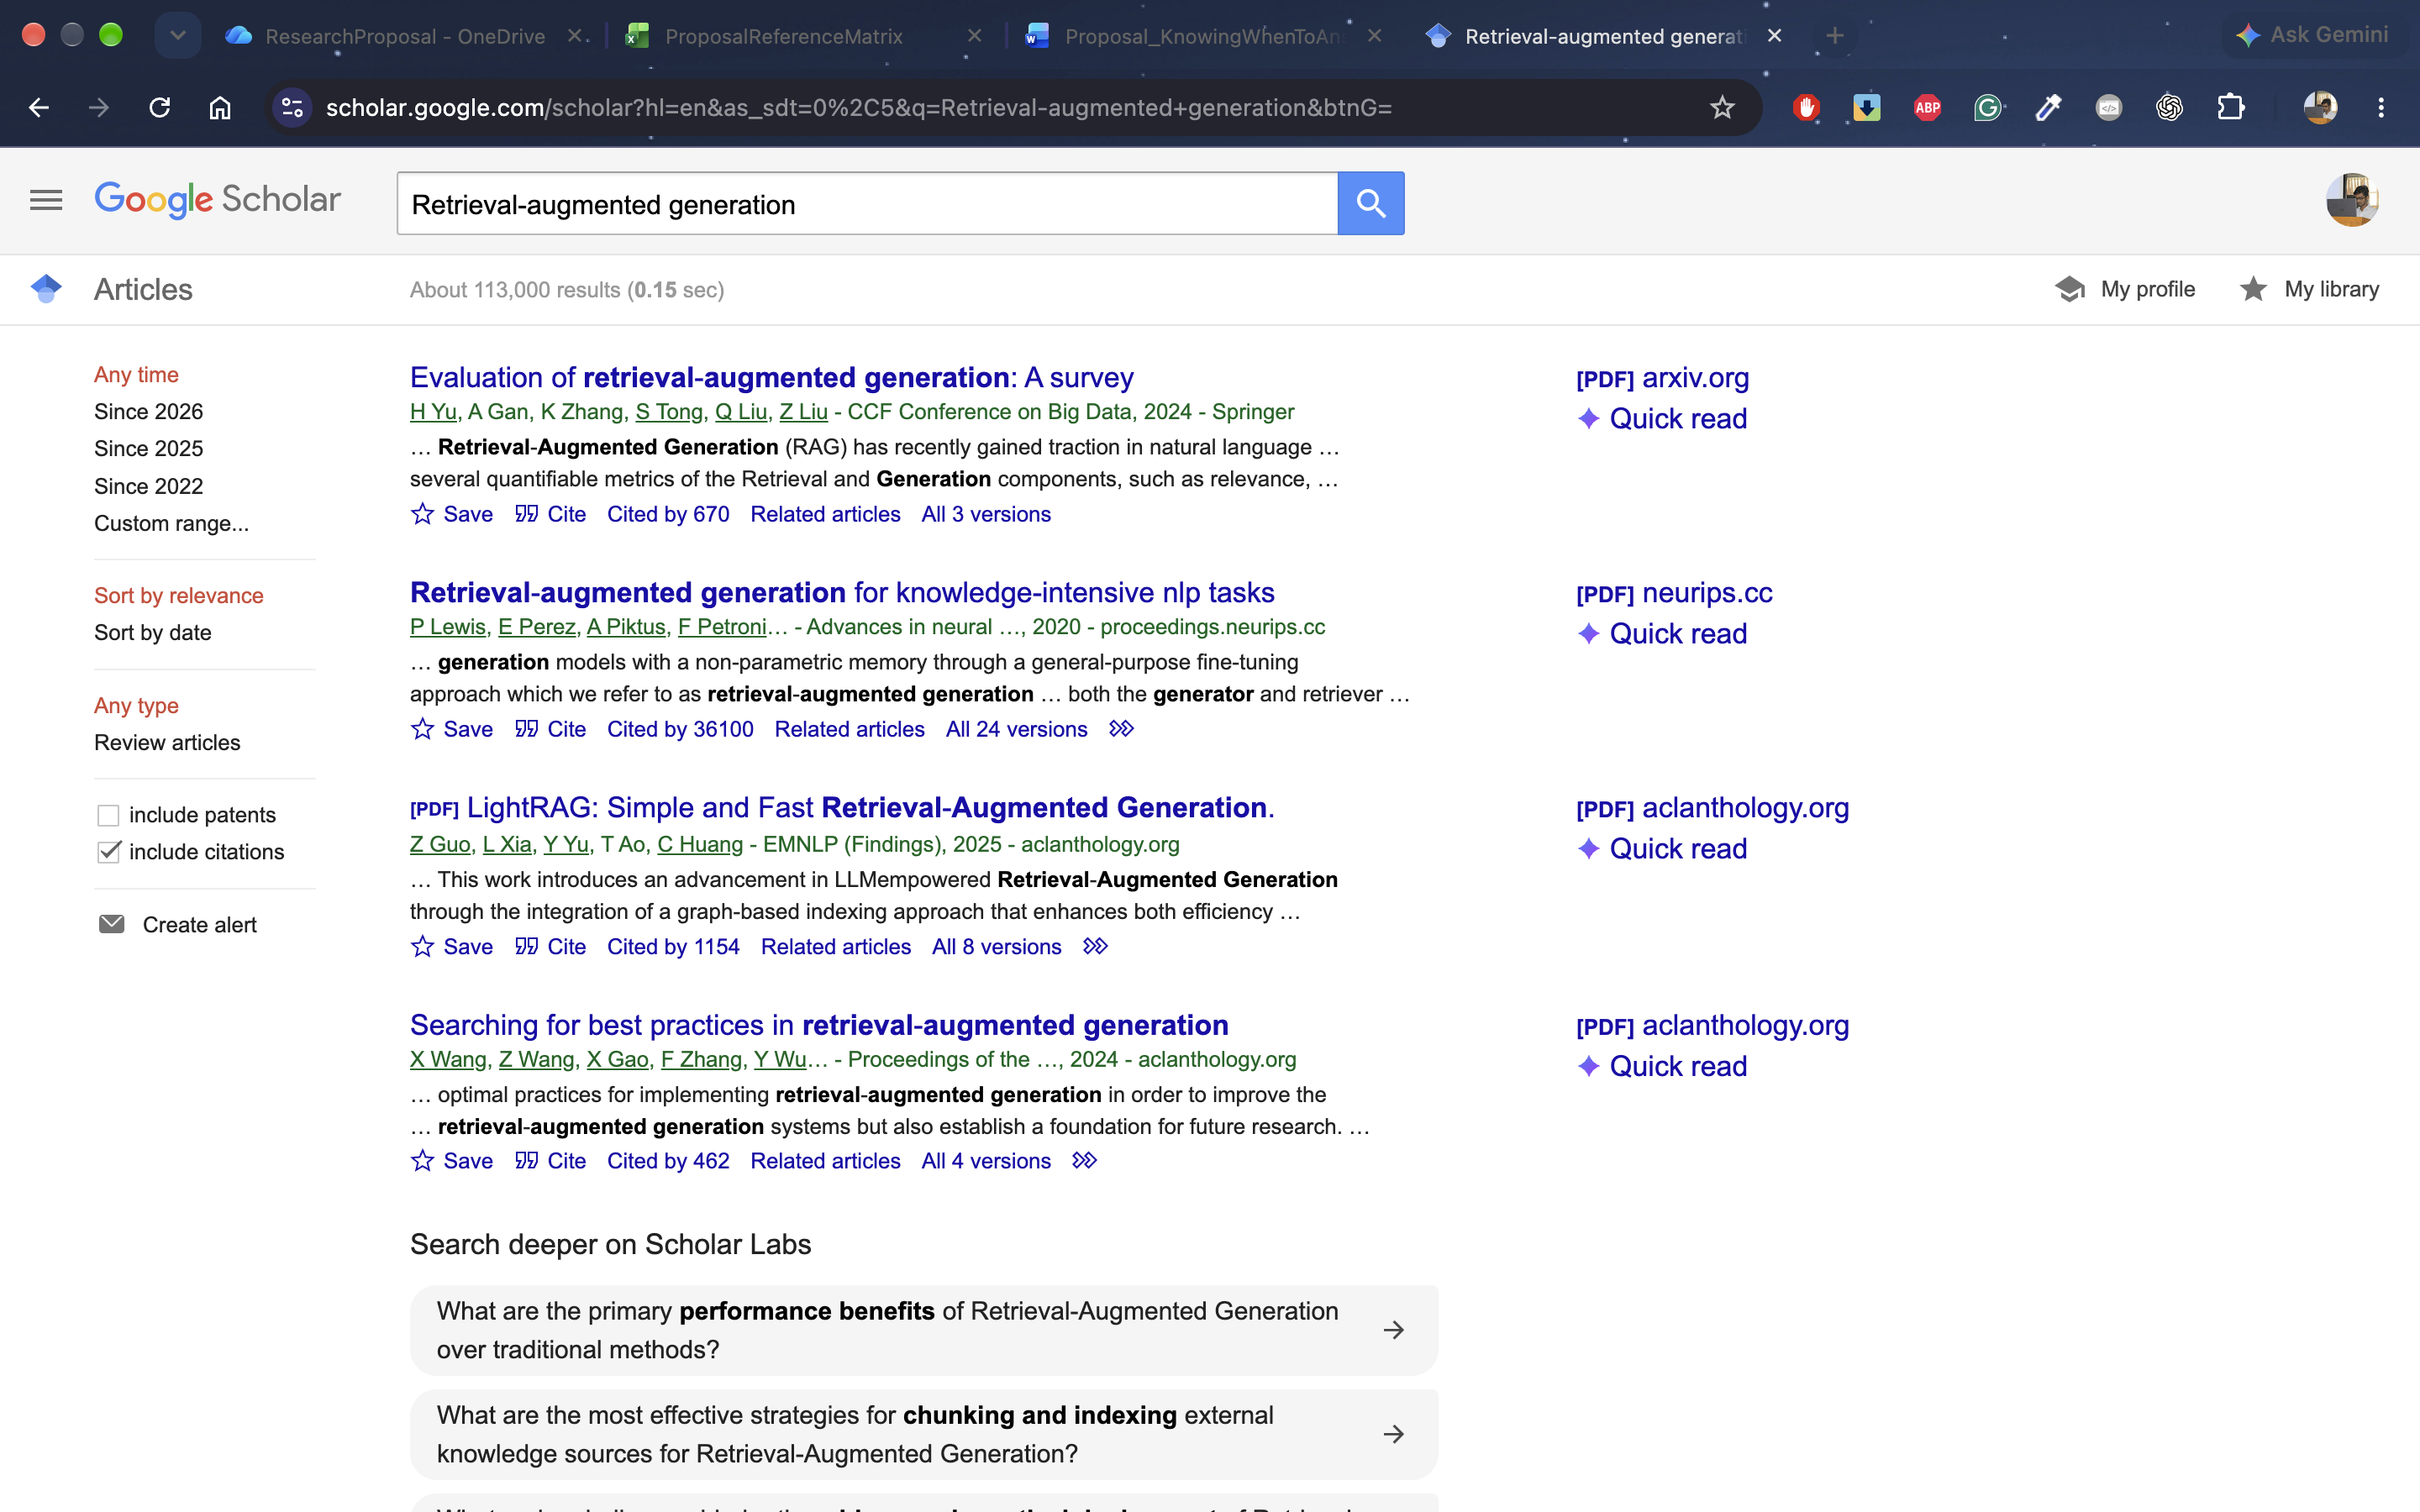 ResearchProposal - OneDrive
ProposalReferenceMatrix
Proposal_KnowingWhenToAn
Retrieval-augmented generat
Ask Gemini
scholar.google.com/scholar?hl=en&as_sdt=0%2C5&q=Retrieval-augmented+generation&btnG=
ABP
Google Scholar
Retrieval-augmented generation
Articles
About 113,000 results (0.15 sec)
My profile
My library
Any time
Since 2026
Since 2025
Since 2022
Custom range...
Sort by relevance
Sort by date
Any type
Review articles
include patents
include citations
Create alert
Evaluation of retrieval-augmented generation: A survey
H Yu, A Gan, K Zhang, S Tong, Q Liu, Z Liu - CCF Conference on Big Data, 2024 - Springer
… Retrieval-Augmented Generation (RAG) has recently gained traction in natural language …
several quantifiable metrics of the Retrieval and Generation components, such as relevance, …
Save Cite Cited by 670 Related articles All 3 versions
[PDF] arxiv.org
Quick read
Retrieval-augmented generation for knowledge-intensive nlp tasks
P Lewis, E Perez, A Piktus, F Petroni… - Advances in neural …, 2020 - proceedings.neurips.cc
… generation models with a non-parametric memory through a general-purpose fine-tuning
approach which we refer to as retrieval-augmented generation … both the generator and retriever …
Save Cite Cited by 36100 Related articles All 24 versions
[PDF] neurips.cc
Quick read
[PDF] LightRAG: Simple and Fast Retrieval-Augmented Generation.
Z Guo, L Xia, Y Yu, T Ao, C Huang - EMNLP (Findings), 2025 - aclanthology.org
… This work introduces an advancement in LLMempowered Retrieval-Augmented Generation
through the integration of a graph-based indexing approach that enhances both efficiency …
Save Cite Cited by 1154 Related articles All 8 versions
[PDF] aclanthology.org
Quick read
Searching for best practices in retrieval-augmented generation
X Wang, Z Wang, X Gao, F Zhang, Y Wu… - Proceedings of the …, 2024 - aclanthology.org
… optimal practices for implementing retrieval-augmented generation in order to improve the
… retrieval-augmented generation systems but also establish a foundation for future research. …
Save Cite Cited by 462 Related articles All 4 versions
[PDF] aclanthology.org
Quick read
Search deeper on Scholar Labs
What are the primary performance benefits of Retrieval-Augmented Generation
over traditional methods?
What are the most effective strategies for chunking and indexing external
knowledge sources for Retrieval-Augmented Generation?